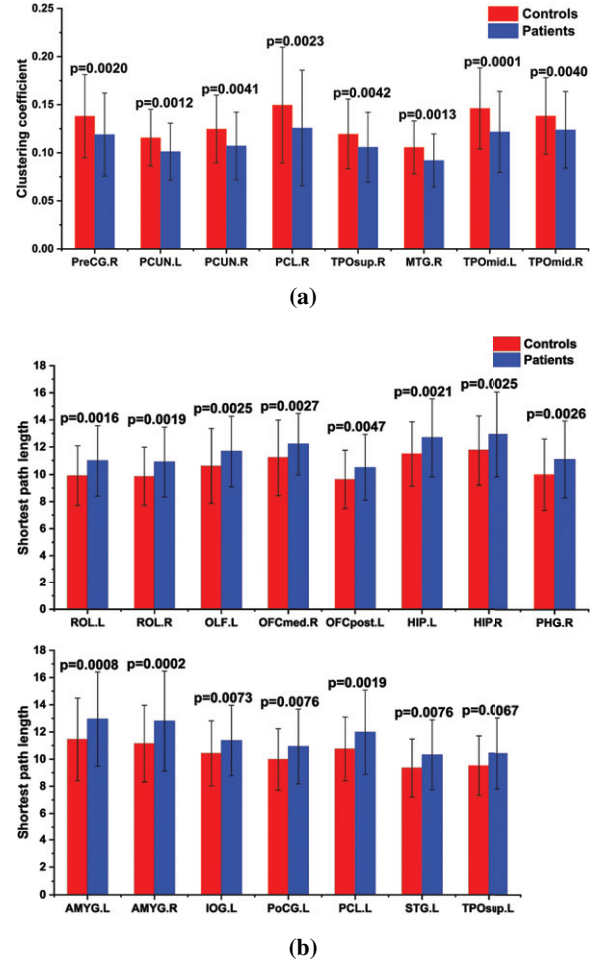 Controls
Patients
0.25
0.20
0.15
0.10
0.05
0.00
Clustering coefficient
p=0.0020
p=0.0012
p=0.0041
p=0.0023
p=0.0042
p=0.0013
p=0.0001
p=0.0040
PreCG.R PCUN.L PCUN.R PCL.R TPOsup.R MTG.R TPOmid.L TPOmid.R
(a)
Controls
Patients
18
16
14
12
10
8
6
4
2
0
Shortest path length
p=0.0016
p=0.0019
p=0.0025
p=0.0027
p=0.0047
p=0.0021
p=0.0025
p=0.0026
ROL.L ROL.R OLF.L OFCmed.R OFCpost.L HIP.L HIP.R PHG.R
18
16
14
12
10
8
6
4
2
0
Shortest path length
p=0.0008
p=0.0002
p=0.0073
p=0.0076
p=0.0019
p=0.0076
p=0.0067
AMYG.L AMYG.R IOG.L PoCG.L PCL.L STG.L TPOsup.L
(b)